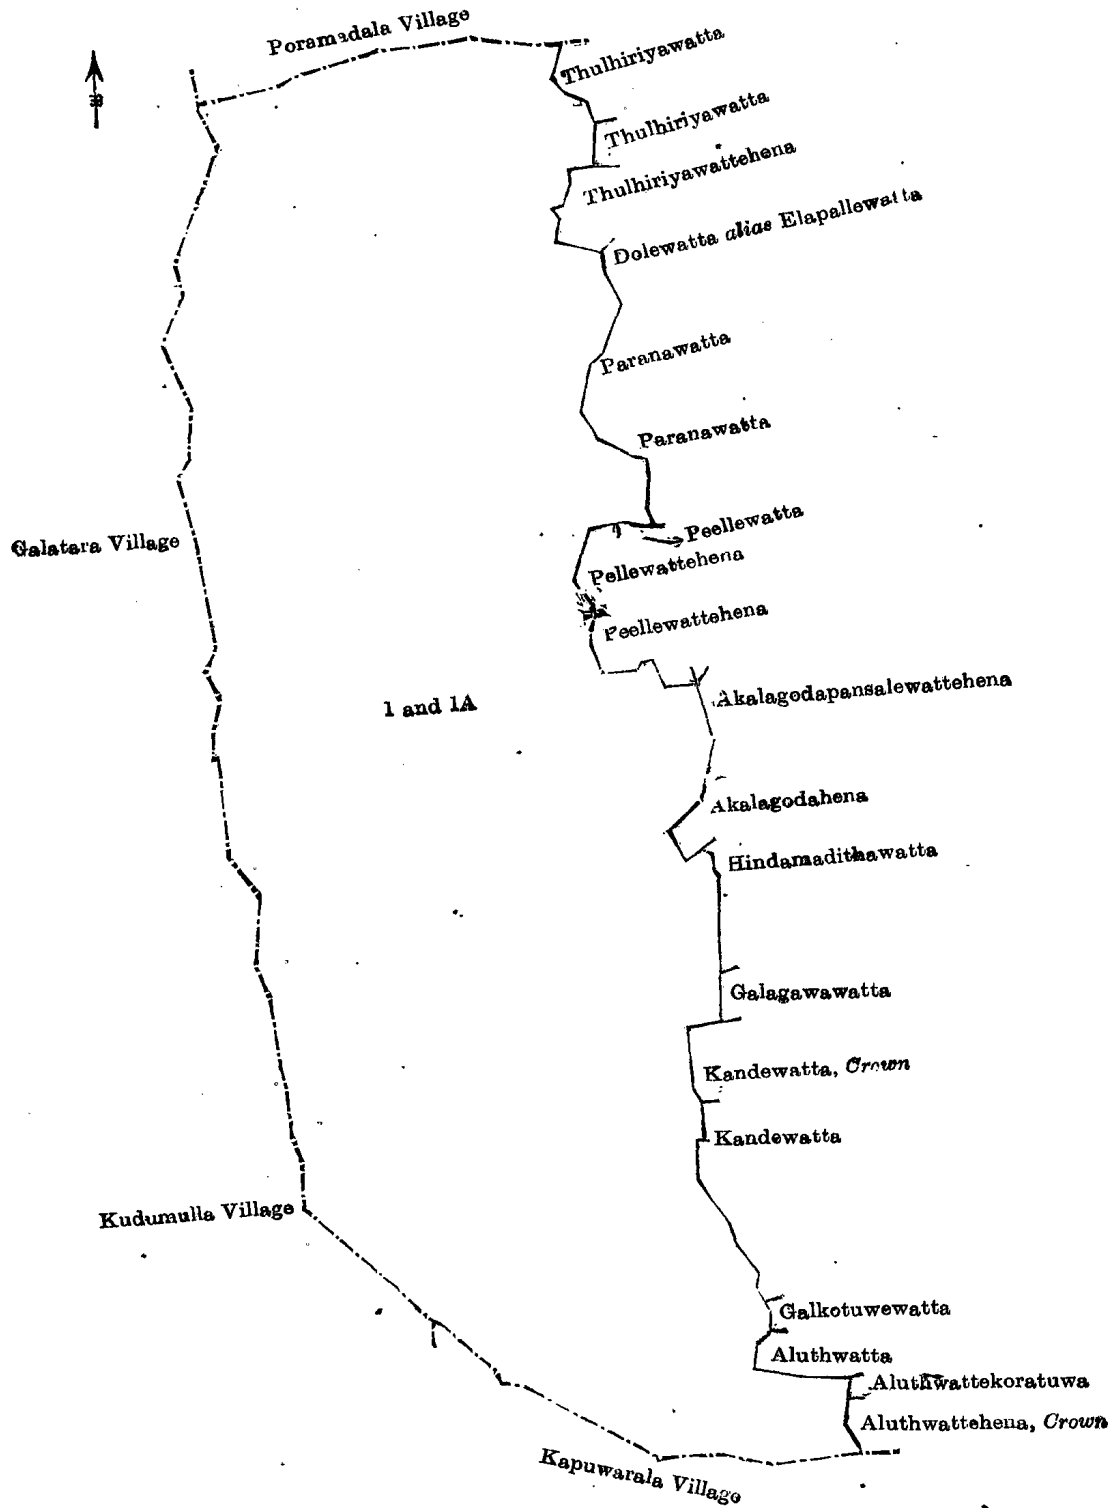 Poramadala Village
Thulhiriyawatta
Thulhiriyawatta
Thulhiriyawattehena
Dolewatta alias Elapallewatta
Paranawatta
Paranawatta
Galatara Village
Peellewatta
Pellewattehena
Peellewattehena
1 and 1A
Akalagodapansalewattehena
Akalagodahena
Hindamadithawatta
Galagawawatta
Kandewatta, Crown
Kandewatta
Kudumulla Village
Galkotuwewatta
Aluthwatta
Aluthwattekoratuwa
Aluthwattehena, Crown
Kapuwarala Village